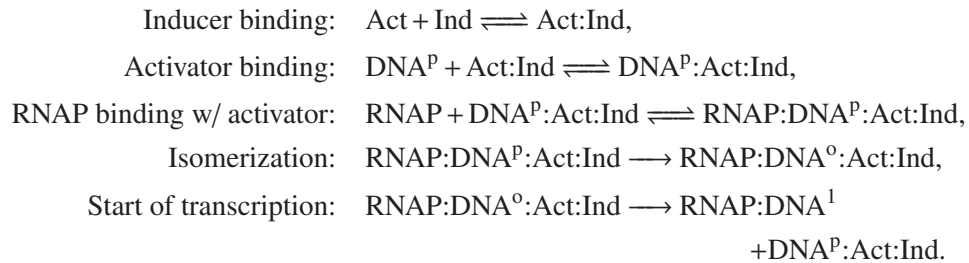 Inducer binding: Act + Ind ⇌ Act:Ind,
Activator binding: DNAᵖ + Act:Ind ⇌ DNAᵖ:Act:Ind,
RNAP binding w/ activator: RNAP + DNAᵖ:Act:Ind ⇌ RNAP:DNAᵖ:Act:Ind,
Isomerization: RNAP:DNAᵖ:Act:Ind ⟶ RNAP:DNAᵒ:Act:Ind,
Start of transcription: RNAP:DNAᵒ:Act:Ind ⟶ RNAP:DNA¹
+DNAᵖ:Act:Ind.